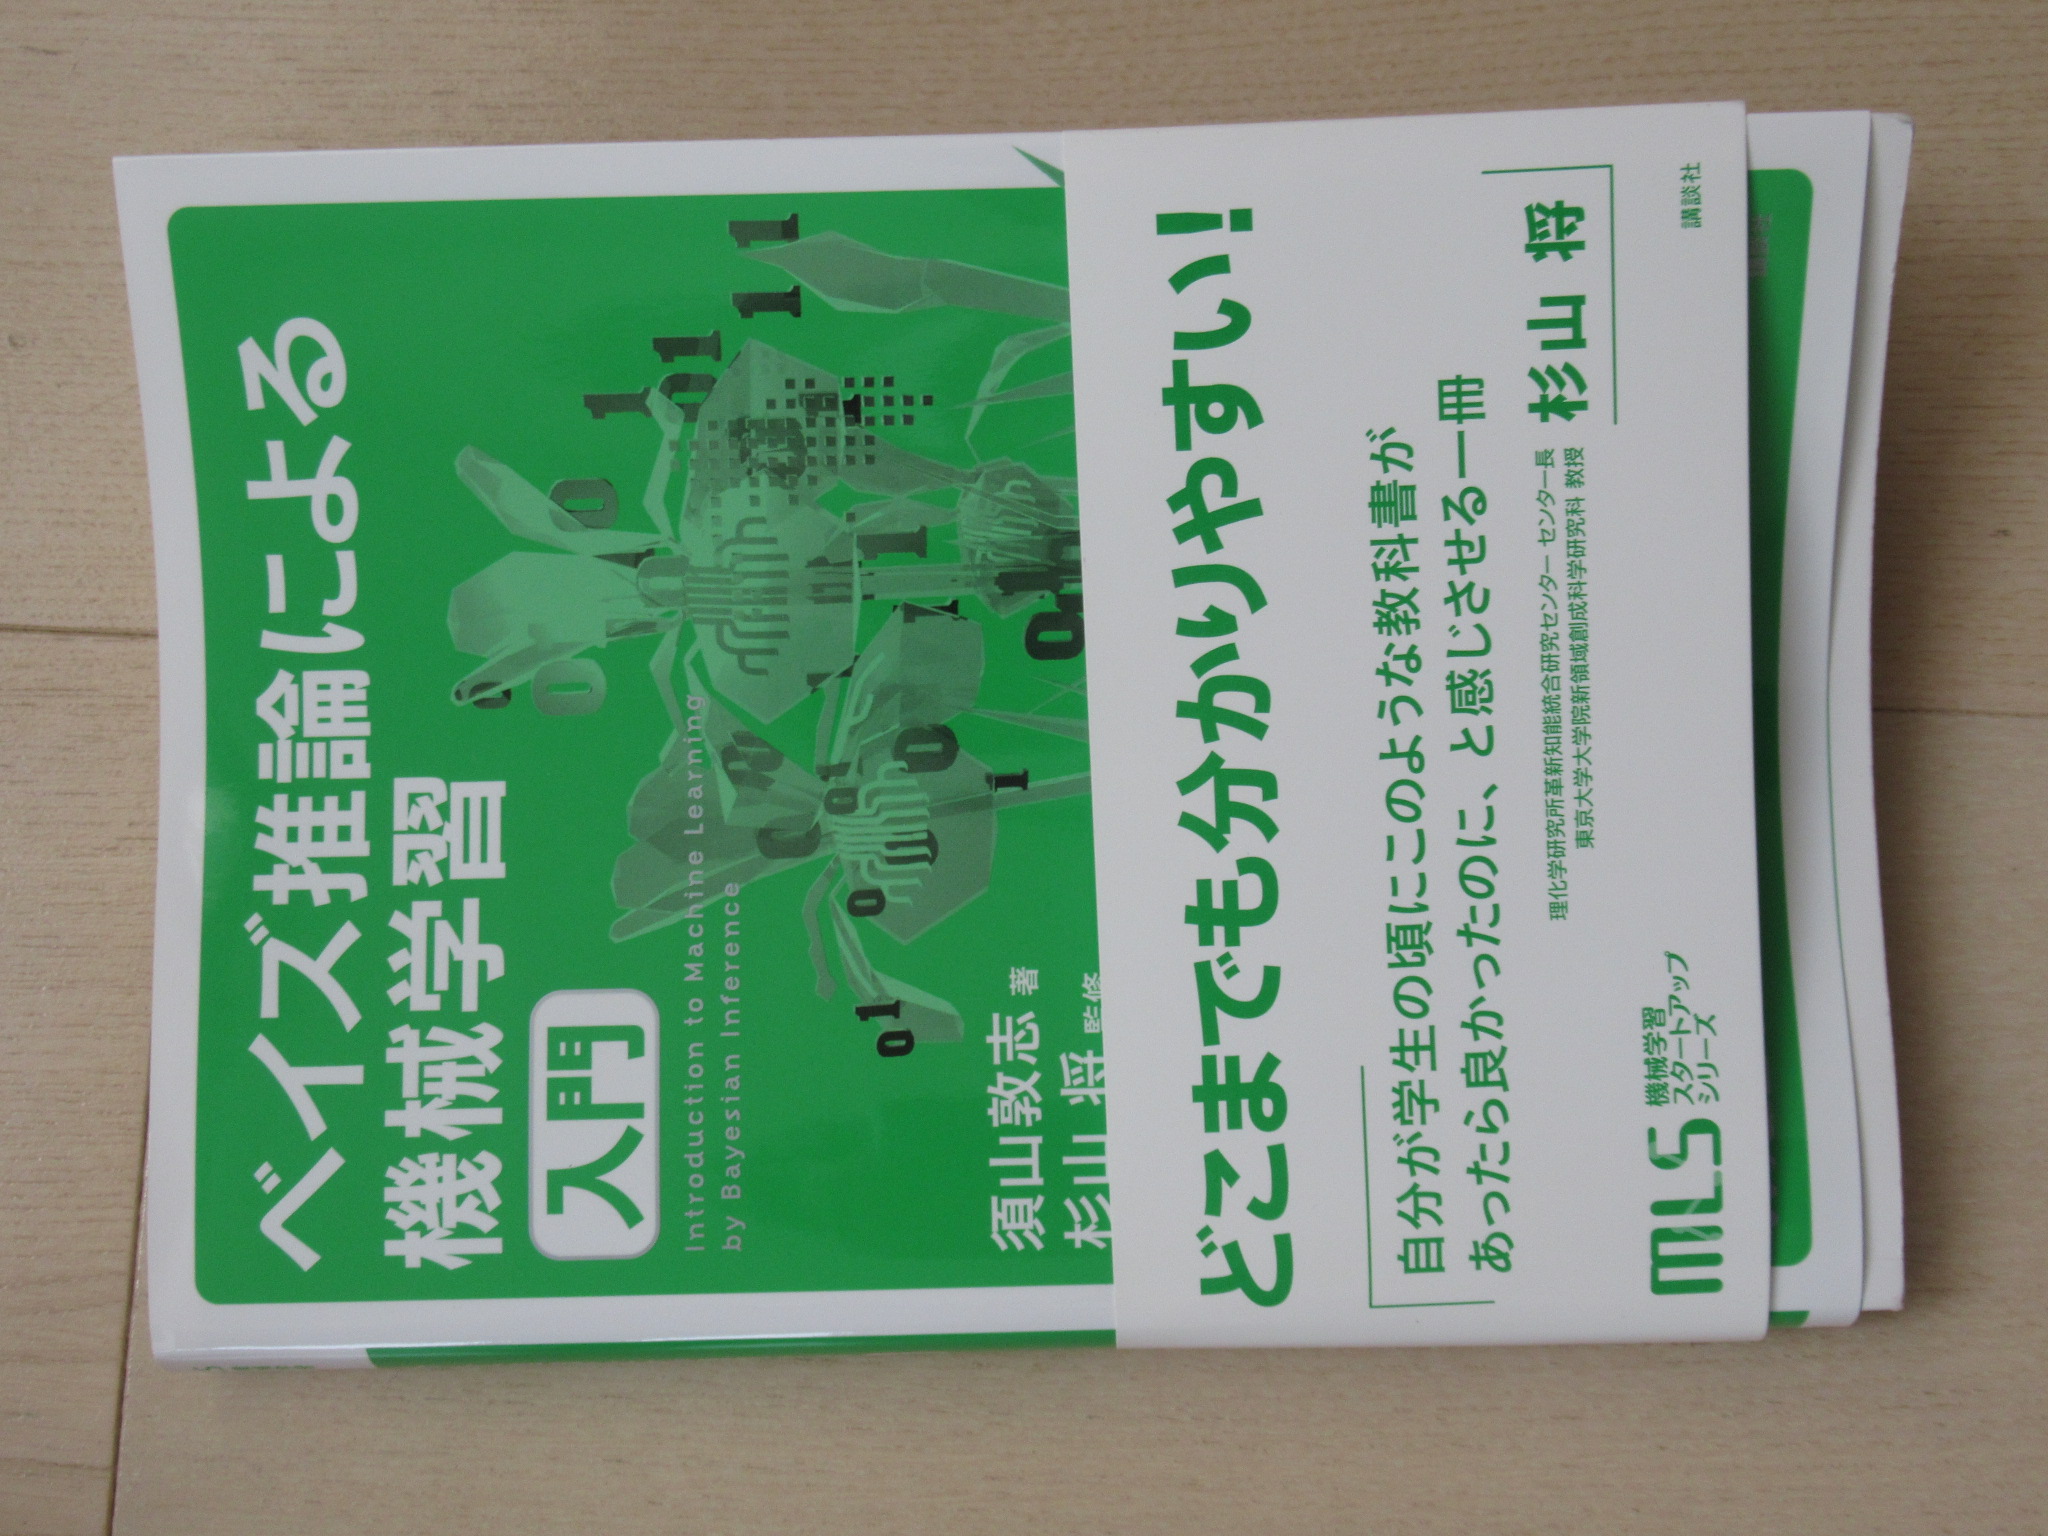 ベイズ推論による
機械学習
入門
Introduction to Machine Learning
by Bayesian Inference
須山敦志 著
杉山 将 監修
どこまでも分かりやすい!
「自分が学生の頃にこのような教科書が
あったら良かったのに、と感じさせる一冊
理化学研究所革新知能統合研究センター センター長
東京大学大学院新領域創成科学研究科 教授
杉山 将」
MLS
機械学習
スタートアップ
シリーズ
講談社